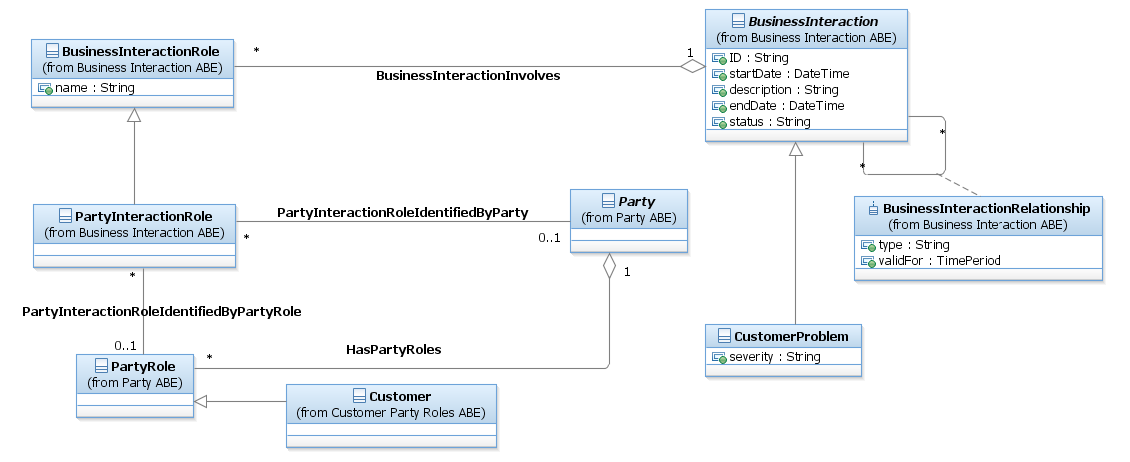 BusinessInteraction
(from Business Interaction ABE)
ID : String
startDate : DateTime
description : String
endDate : DateTime
status : String
BusinessInteractionRole
(from Business Interaction ABE)
name : String
*
1
BusinessInteractionInvolves
*
*
PartyInteractionRole
(from Business Interaction ABE)
PartyInteractionRoleIdentifiedByParty
*
0..1
Party
(from Party ABE)
BusinessInteractionRelationship
(from Business Interaction ABE)
type : String
validFor : TimePeriod
*
1
PartyInteractionRoleIdentifiedByPartyRole
0..1
*
HasPartyRoles
CustomerProblem
severity : String
PartyRole
(from Party ABE)
Customer
(from Customer Party Roles ABE)